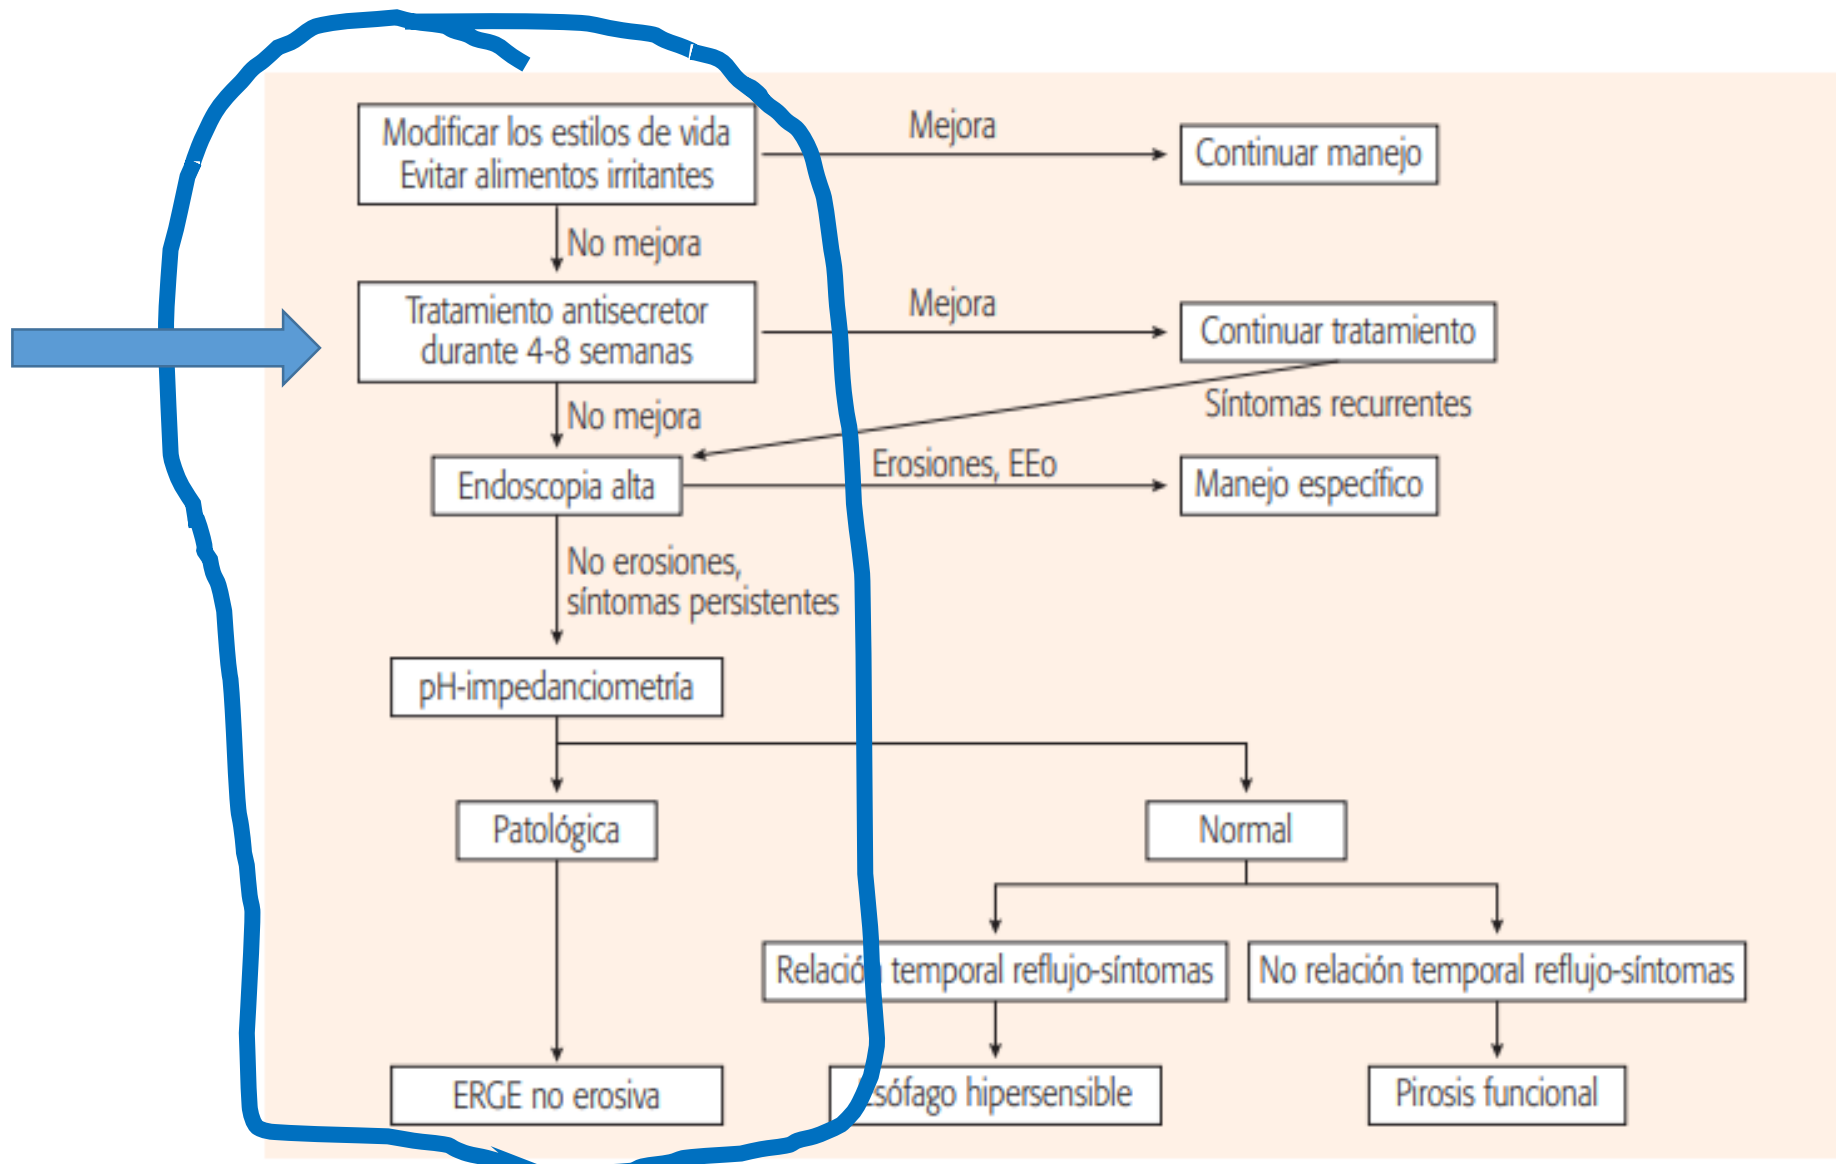 Modificar los estilos de vida
Evitar alimentos irritantes
Mejora
Continuar manejo
No mejora
Tratamiento antisecretor
durante 4-8 semanas
Mejora
Continuar tratamiento
No mejora
Síntomas recurrentes
Endoscopia alta
Erosiones, EEo
Manejo específico
No erosiones,
síntomas persistentes
pH-impedanciometría
Patológica
Normal
Relación temporal reflujo-síntomas
No relación temporal reflujo-síntomas
ERGE no erosiva
Esófago hipersensible
Pirosis funcional